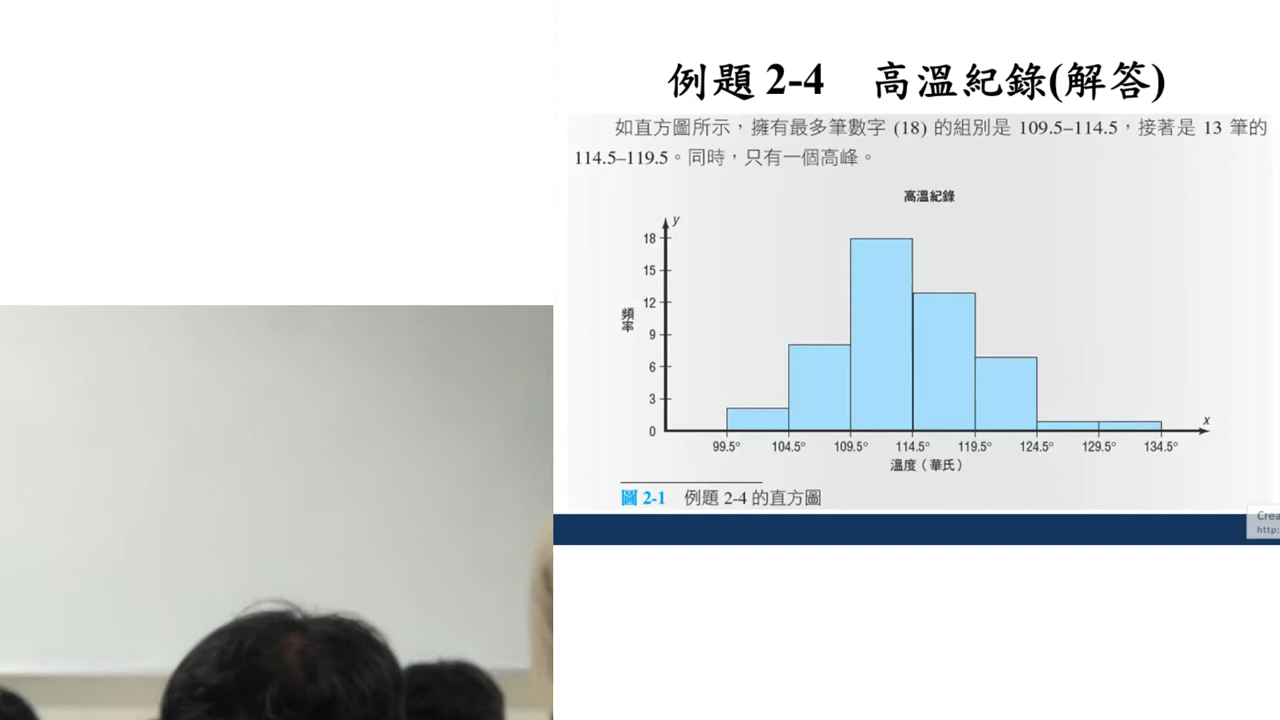 例題 2-4 高溫紀錄(解答)
如直方圖所示，擁有最多筆數字 (18) 的組別是 109.5–114.5，接著是 13 筆的
114.5–119.5。同時，只有一個高峰。
高溫紀錄
y
18
15
12
9
6
3
0
頻率
x
99.5° 104.5° 109.5° 114.5° 119.5° 124.5° 129.5° 134.5°
溫度（華氏）
圖 2-1 例題 2-4 的直方圖
Crea
http: